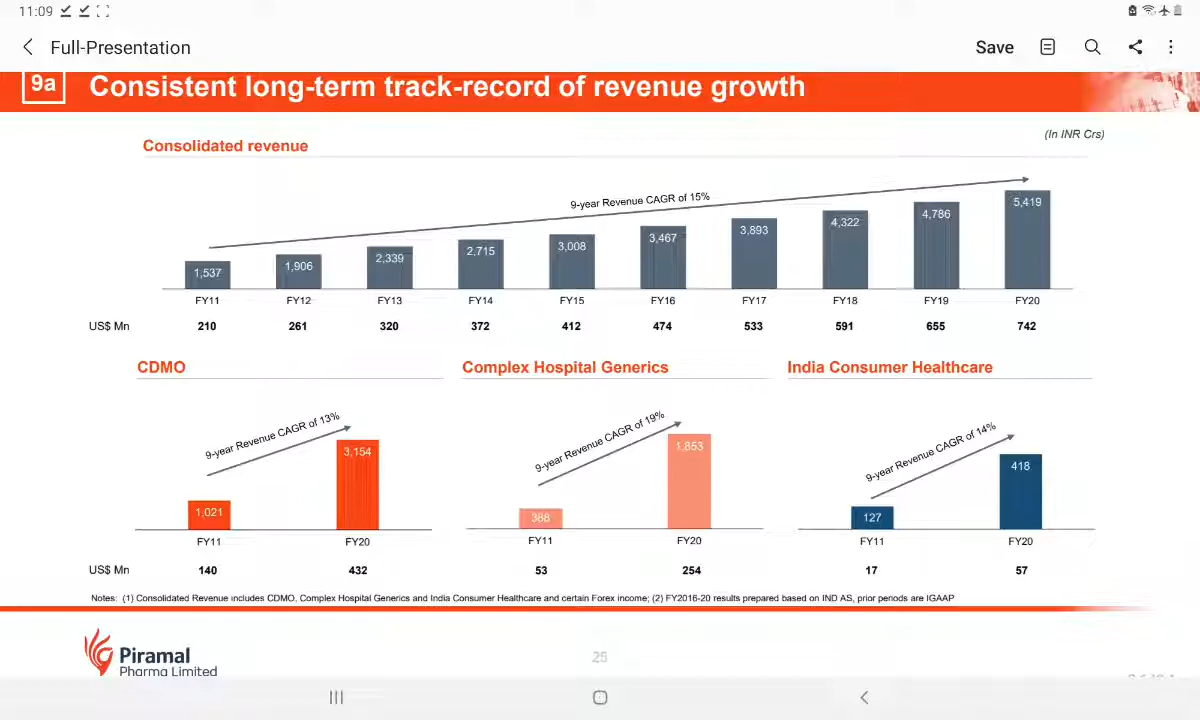 11:09
Full-Presentation
Save
9a Consistent long-term track-record of revenue growth
(In INR Crs)
Consolidated revenue
9-year Revenue CAGR of 15%
1,537 1,906 2,339 2,715 3,008 3,467 3,893 4,322 4,786 5,419
FY11 FY12 FY13 FY14 FY15 FY16 FY17 FY18 FY19 FY20
US$ Mn 210 261 320 372 412 474 533 591 655 742
CDMO Complex Hospital Generics India Consumer Healthcare
9-year Revenue CAGR of 13% 9-year Revenue CAGR of 19% 9-year Revenue CAGR of 14%
1,021 3,154 388 1,853 127 418
FY11 FY20 FY11 FY20 FY11 FY20
US$ Mn 140 432 53 254 17 57
Notes: (1) Consolidated Revenue includes CDMO, Complex Hospital Generics and India Consumer Healthcare and certain Forex income; (2) FY2016-20 results prepared based on IND AS, prior periods are IGAAP
Piramal
Pharma Limited
25